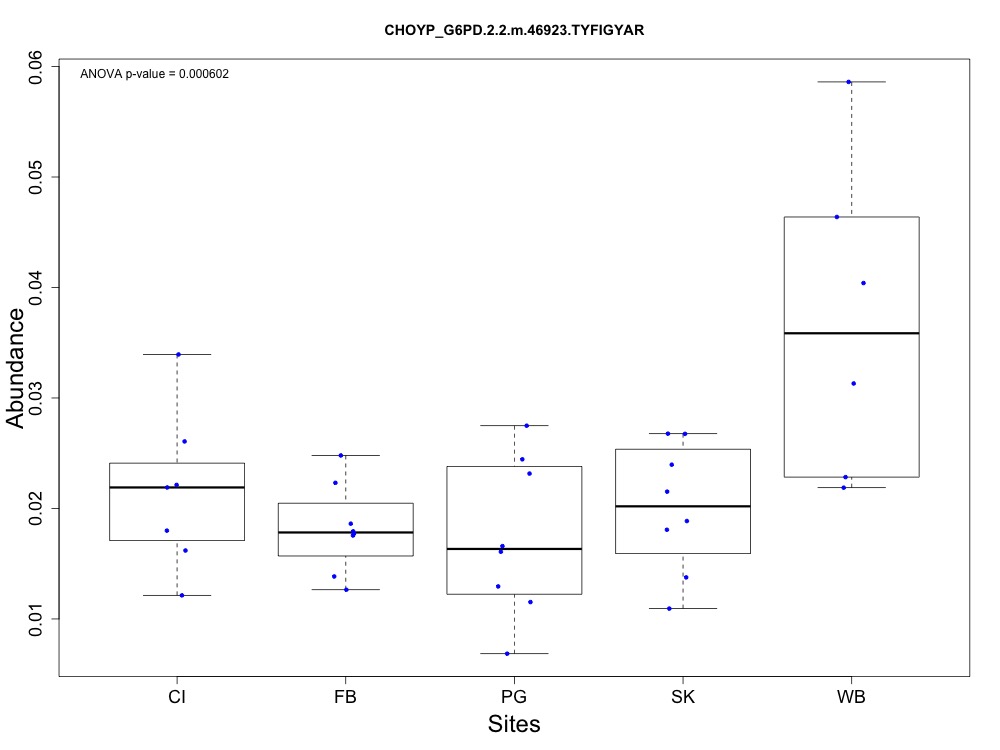 CHOYP_G6PD.2.2.m.46923.TYFIGYAR
ANOVA p-value = 0.000602
0.06
0.05
0.04
0.03
0.02
0.01
Abundance
CI FB PG SK WB
Sites